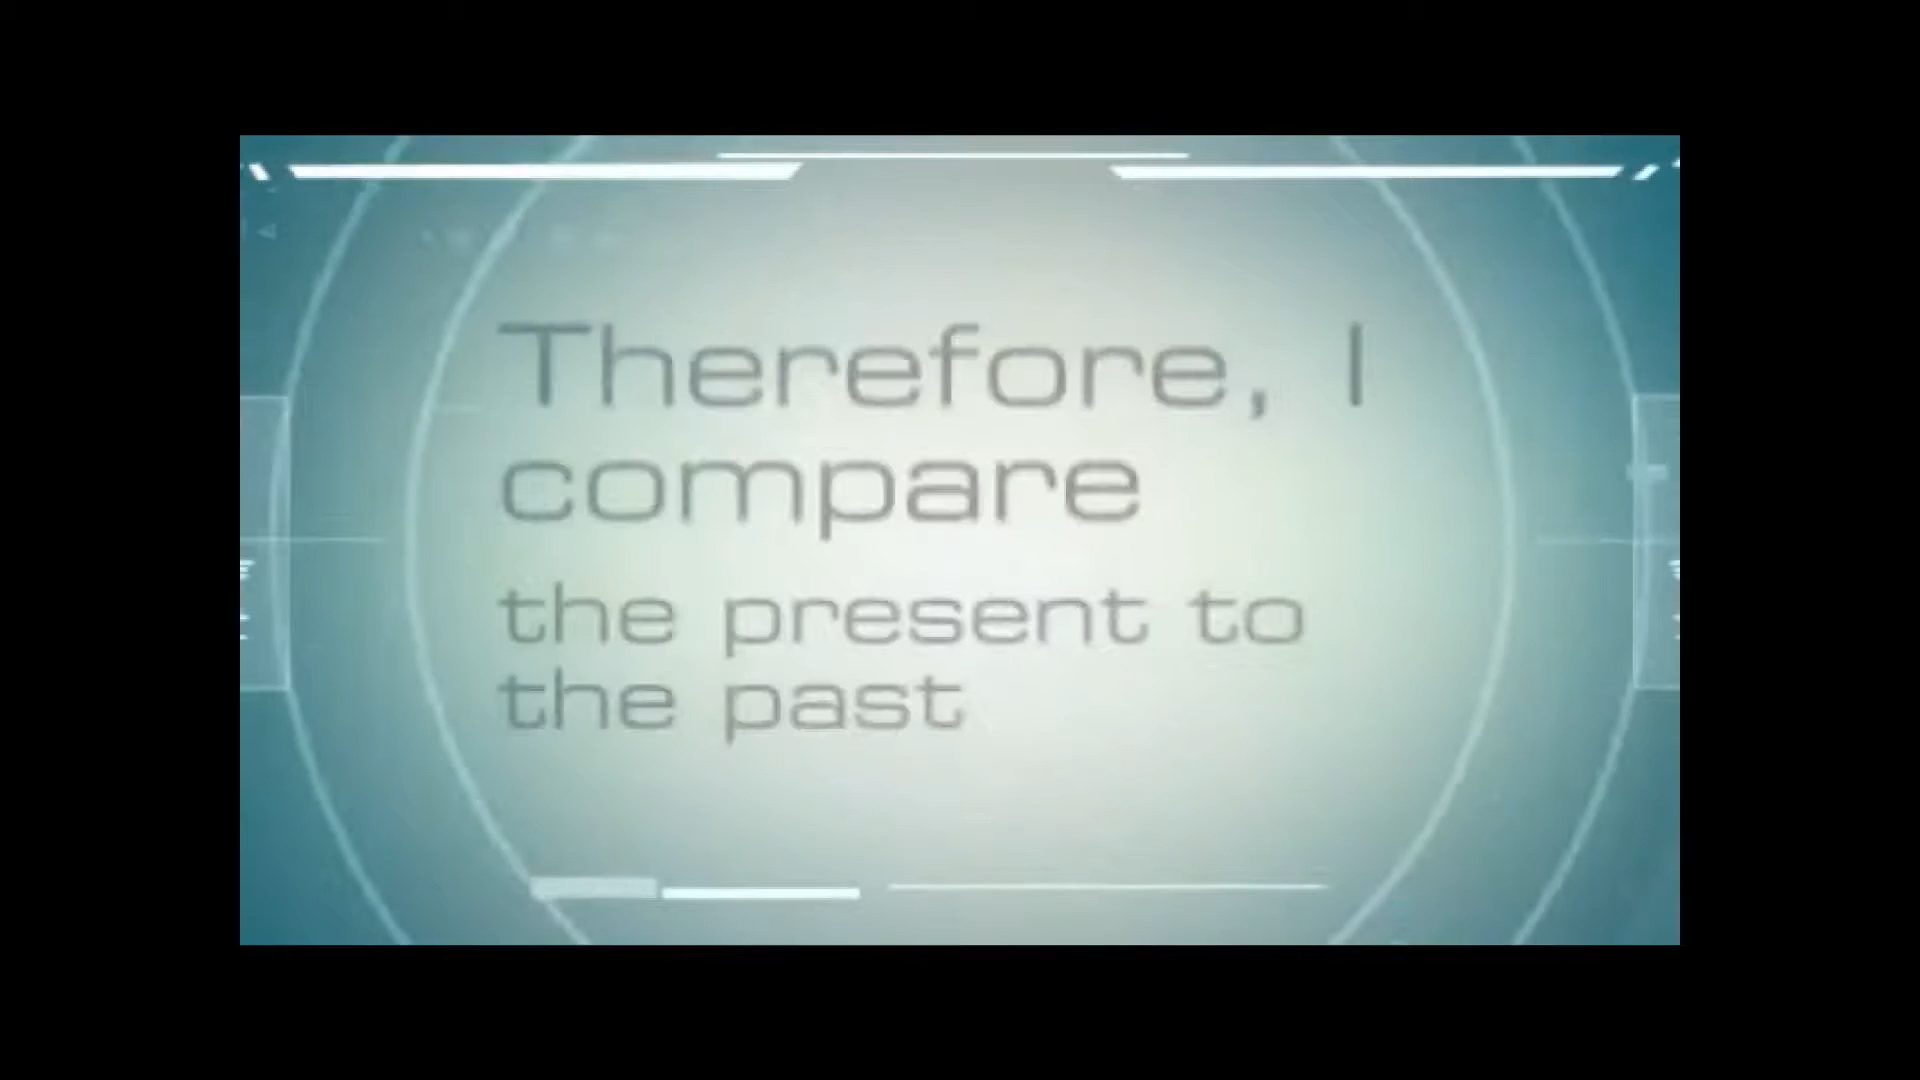 Therefore, I
compare
the present to
the past